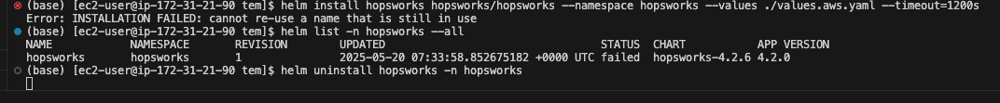 (base) [ec2-user@ip-172-31-21-90 tem]$ helm install hopsworks hopsworks/hopsworks --namespace hopsworks --values ./values.aws.yaml --timeout=1200s
Error: INSTALLATION FAILED: cannot re-use a name that is still in use
(base) [ec2-user@ip-172-31-21-90 tem]$ helm list -n hopsworks --all
NAME NAMESPACE REVISION UPDATED STATUS CHART APP VERSION
hopsworks hopsworks 1 2025-05-20 07:33:58.852675182 +0000 UTC failed hopsworks-4.2.6 4.2.0
(base) [ec2-user@ip-172-31-21-90 tem]$ helm uninstall hopsworks -n hopsworks